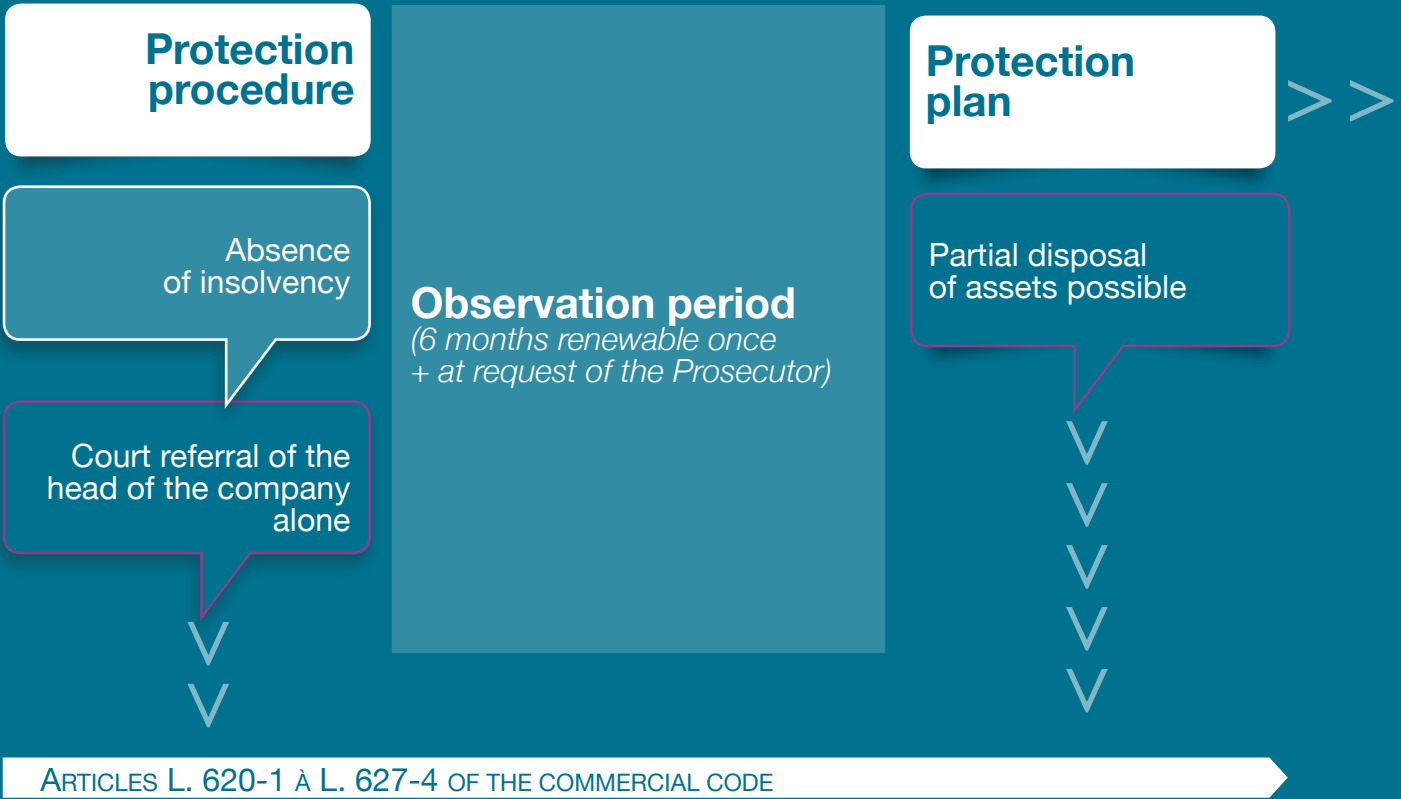 Protection
procedure
Absence
of insolvency
Court referral of the
head of the company
alone
Observation period
(6 months renewable once
+ at request of the Prosecutor)
Protection
plan
> >
Partial disposal
of assets possible
ARTICLES L. 620-1 À L. 627-4 OF THE COMMERCIAL CODE